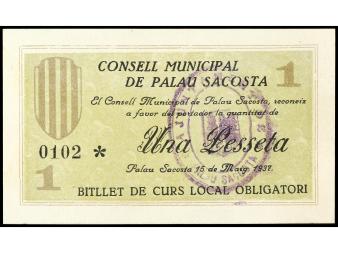 CONSELL MUNICIPAL
DE PALAU SACOSTA
1
El Consell Municipal de Palau Sacosta, reconeix
a favor del portador la quantitat de
0102 *
Una Pesseta
1
Palau Sacosta 15 de Maig 1937.
BITLLET DE CURS LOCAL OBLIGATORI